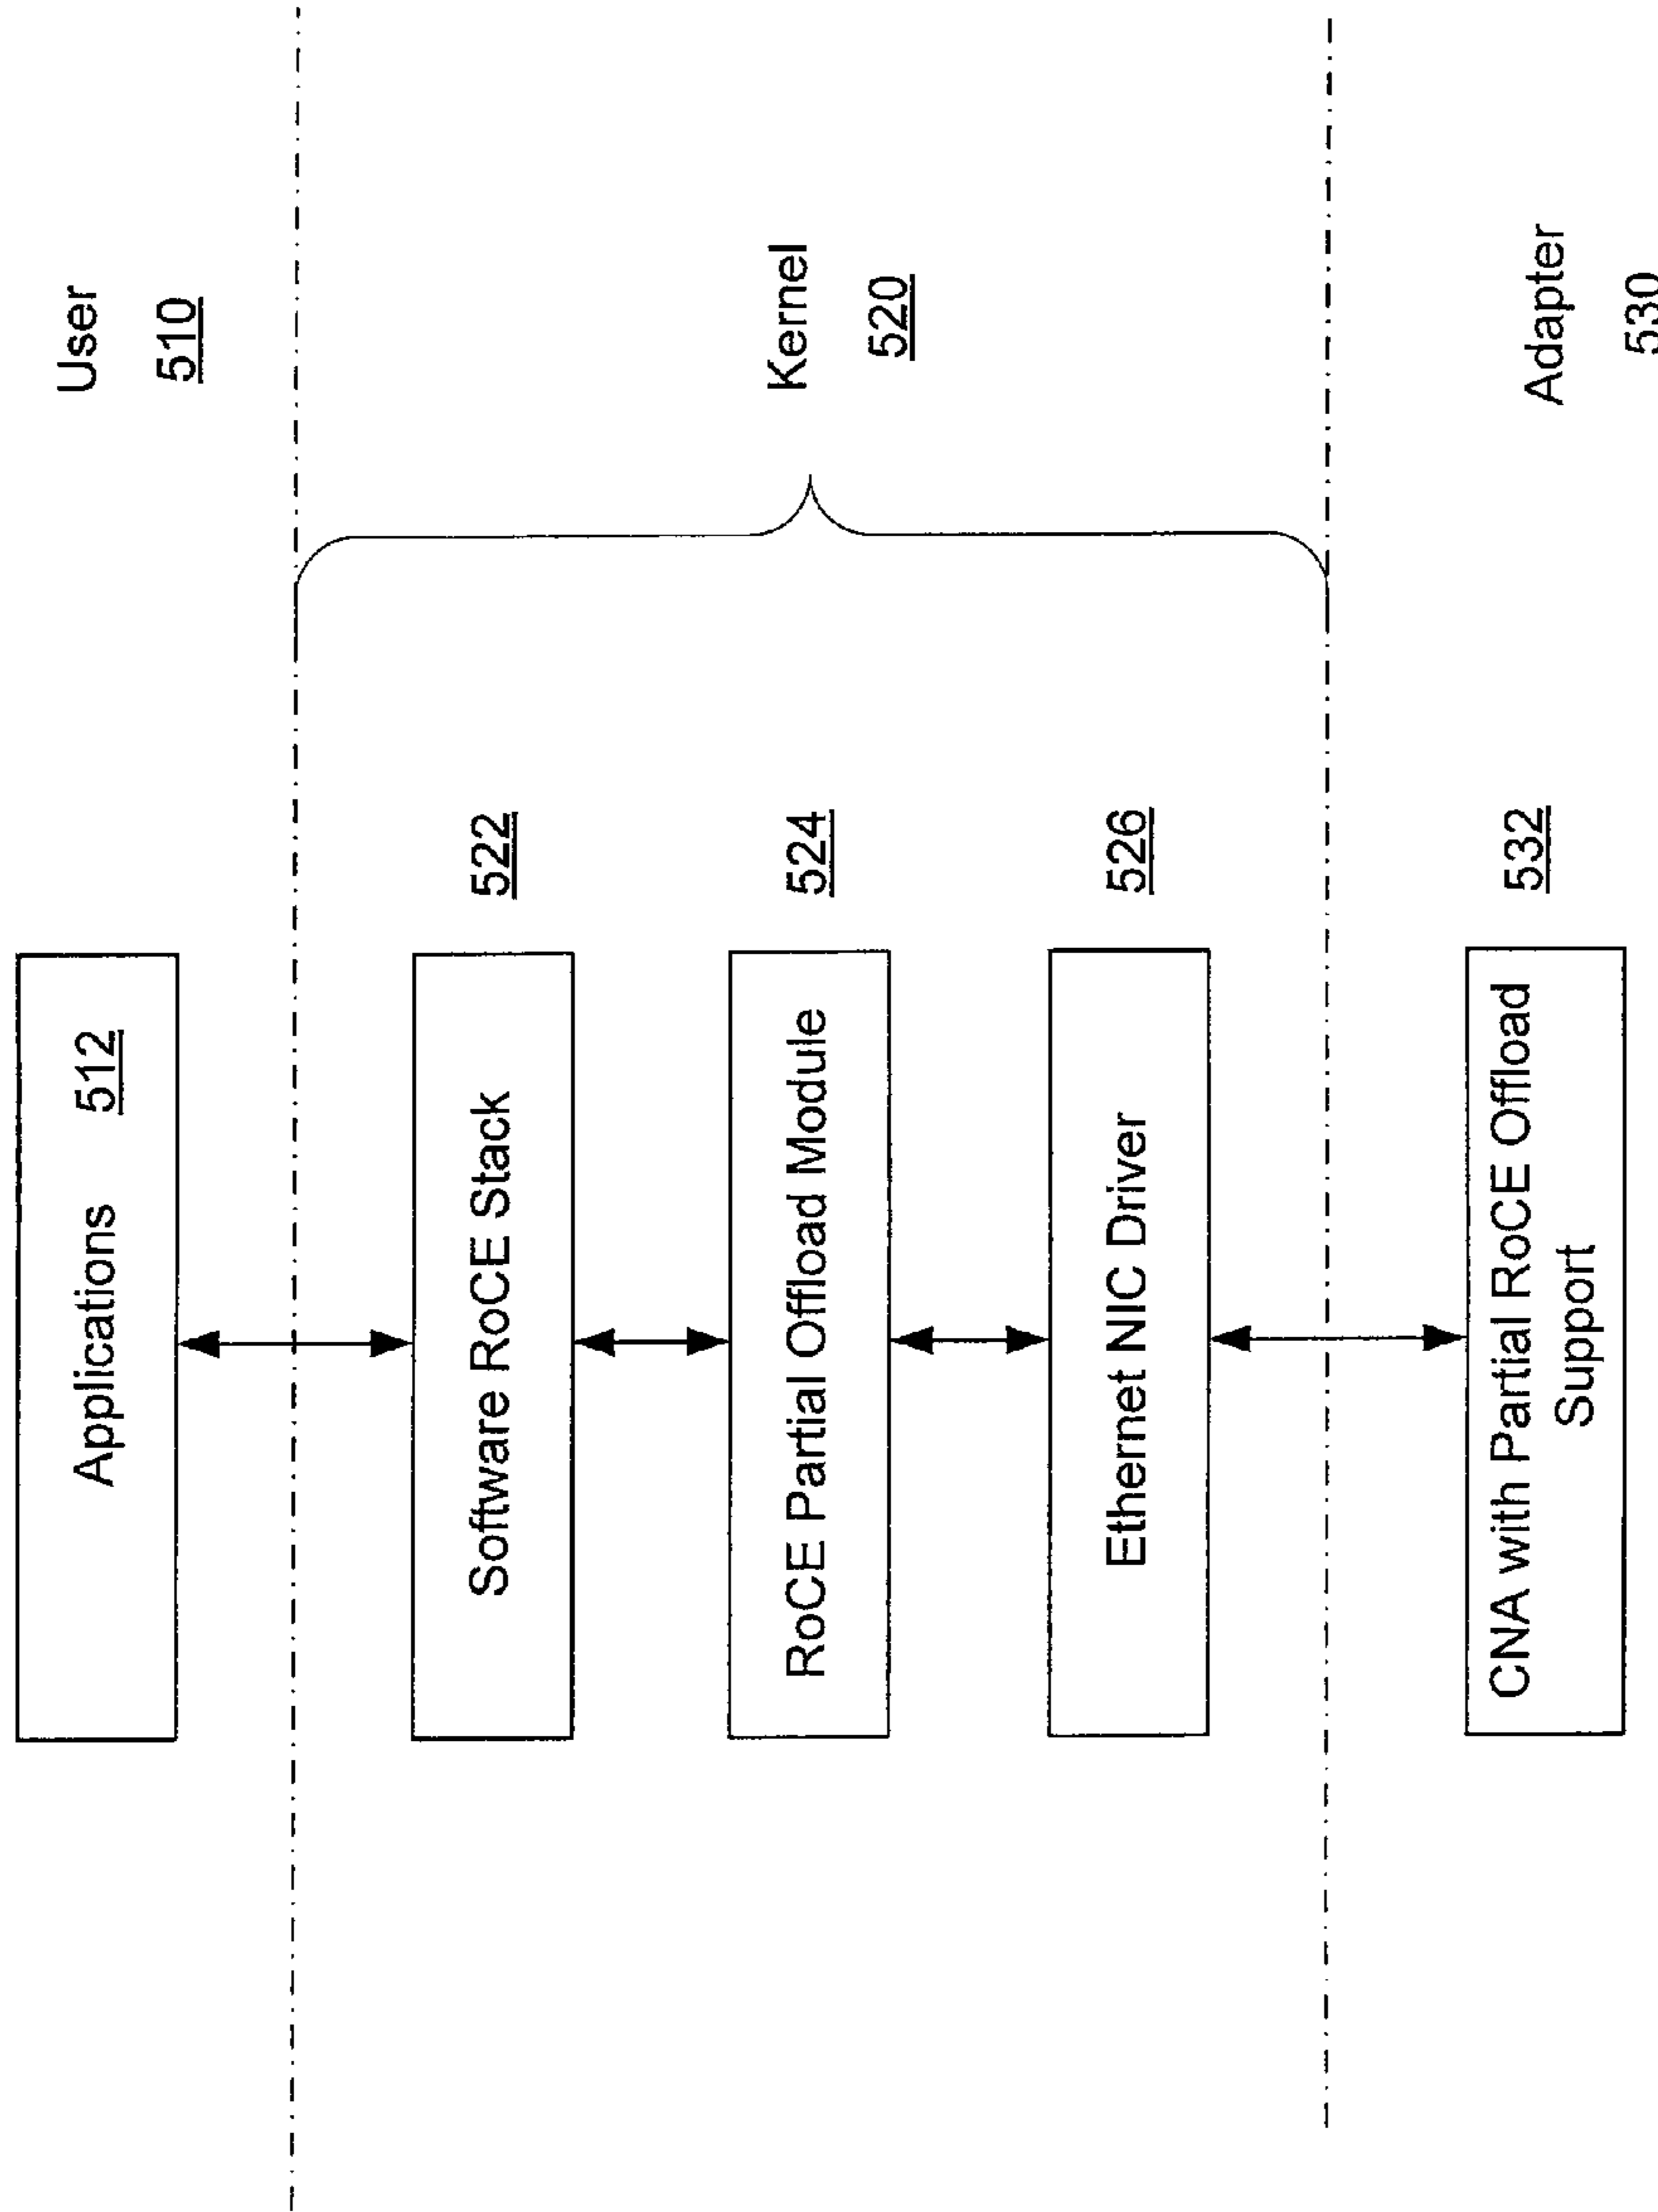 User
510
Applications 512
Software RoCE Stack
522
RoCE Partial Offload Module
524
Kernel
520
Ethernet NIC Driver
526
CNA with Partial RoCE Offload
Support
532
Adapter
530